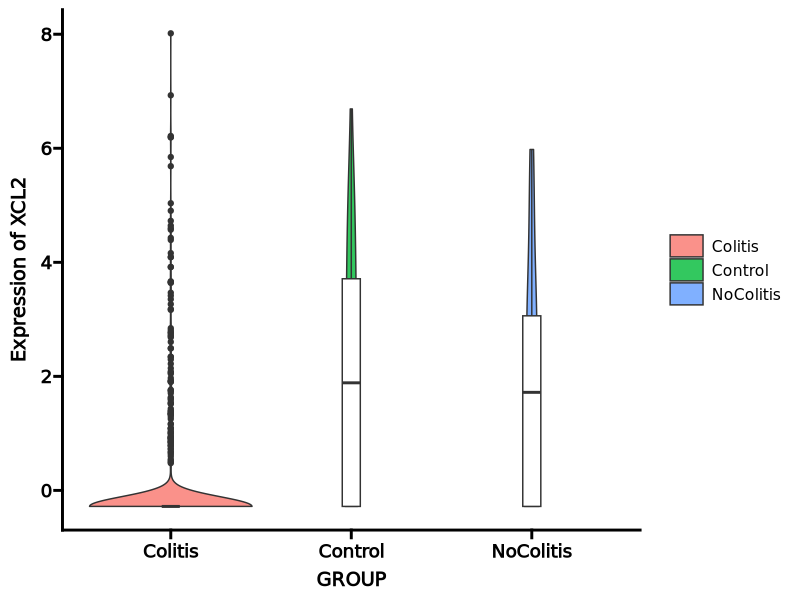 Expression of XCL2
8
6
4
2
0
Colitis
Control
NoColitis
GROUP
Colitis
Control
NoColitis